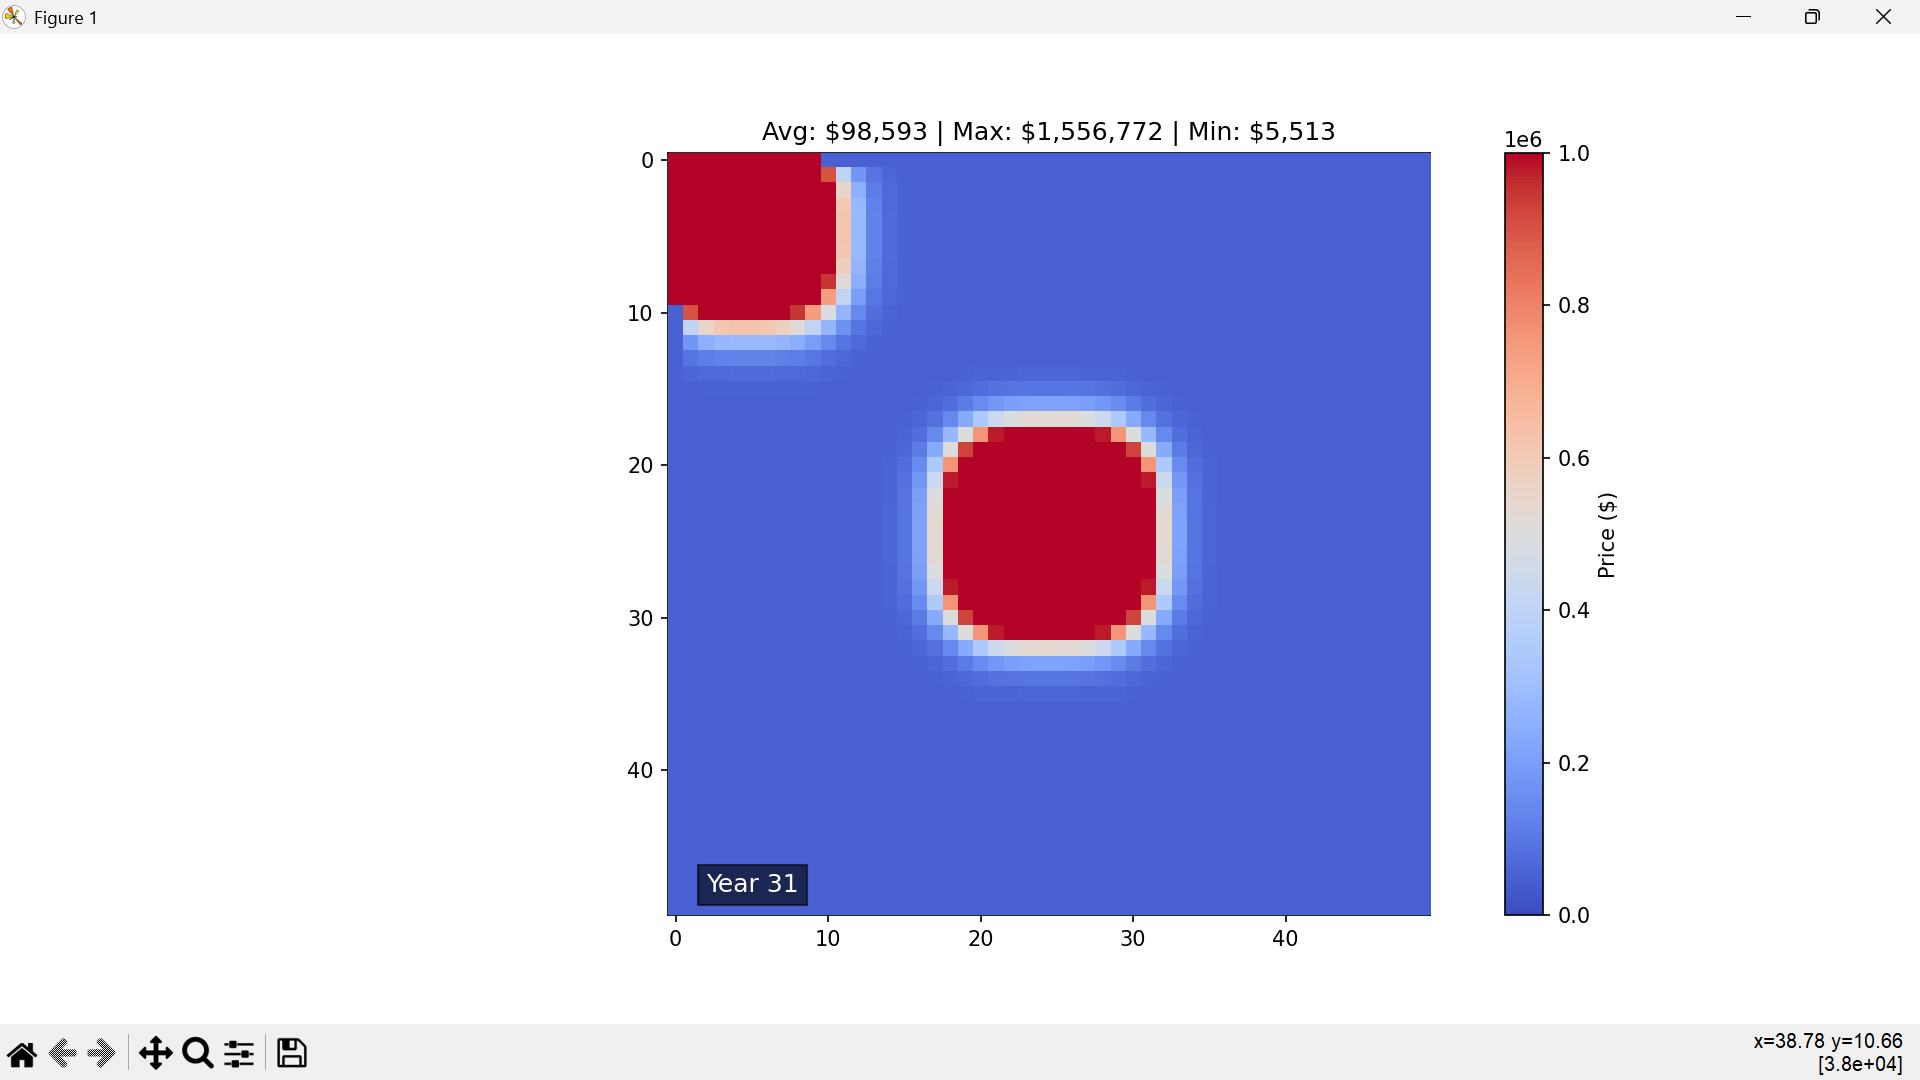 Figure 1
Avg: $98,593 | Max: $1,556,772 | Min: $5,513
1e6
0
10
20
30
40
Year 31
0
10
20
30
40
1.0
0.8
0.6
0.4
0.2
0.0
Price ($)
x=38.78 y=10.66
[3.8e+04]